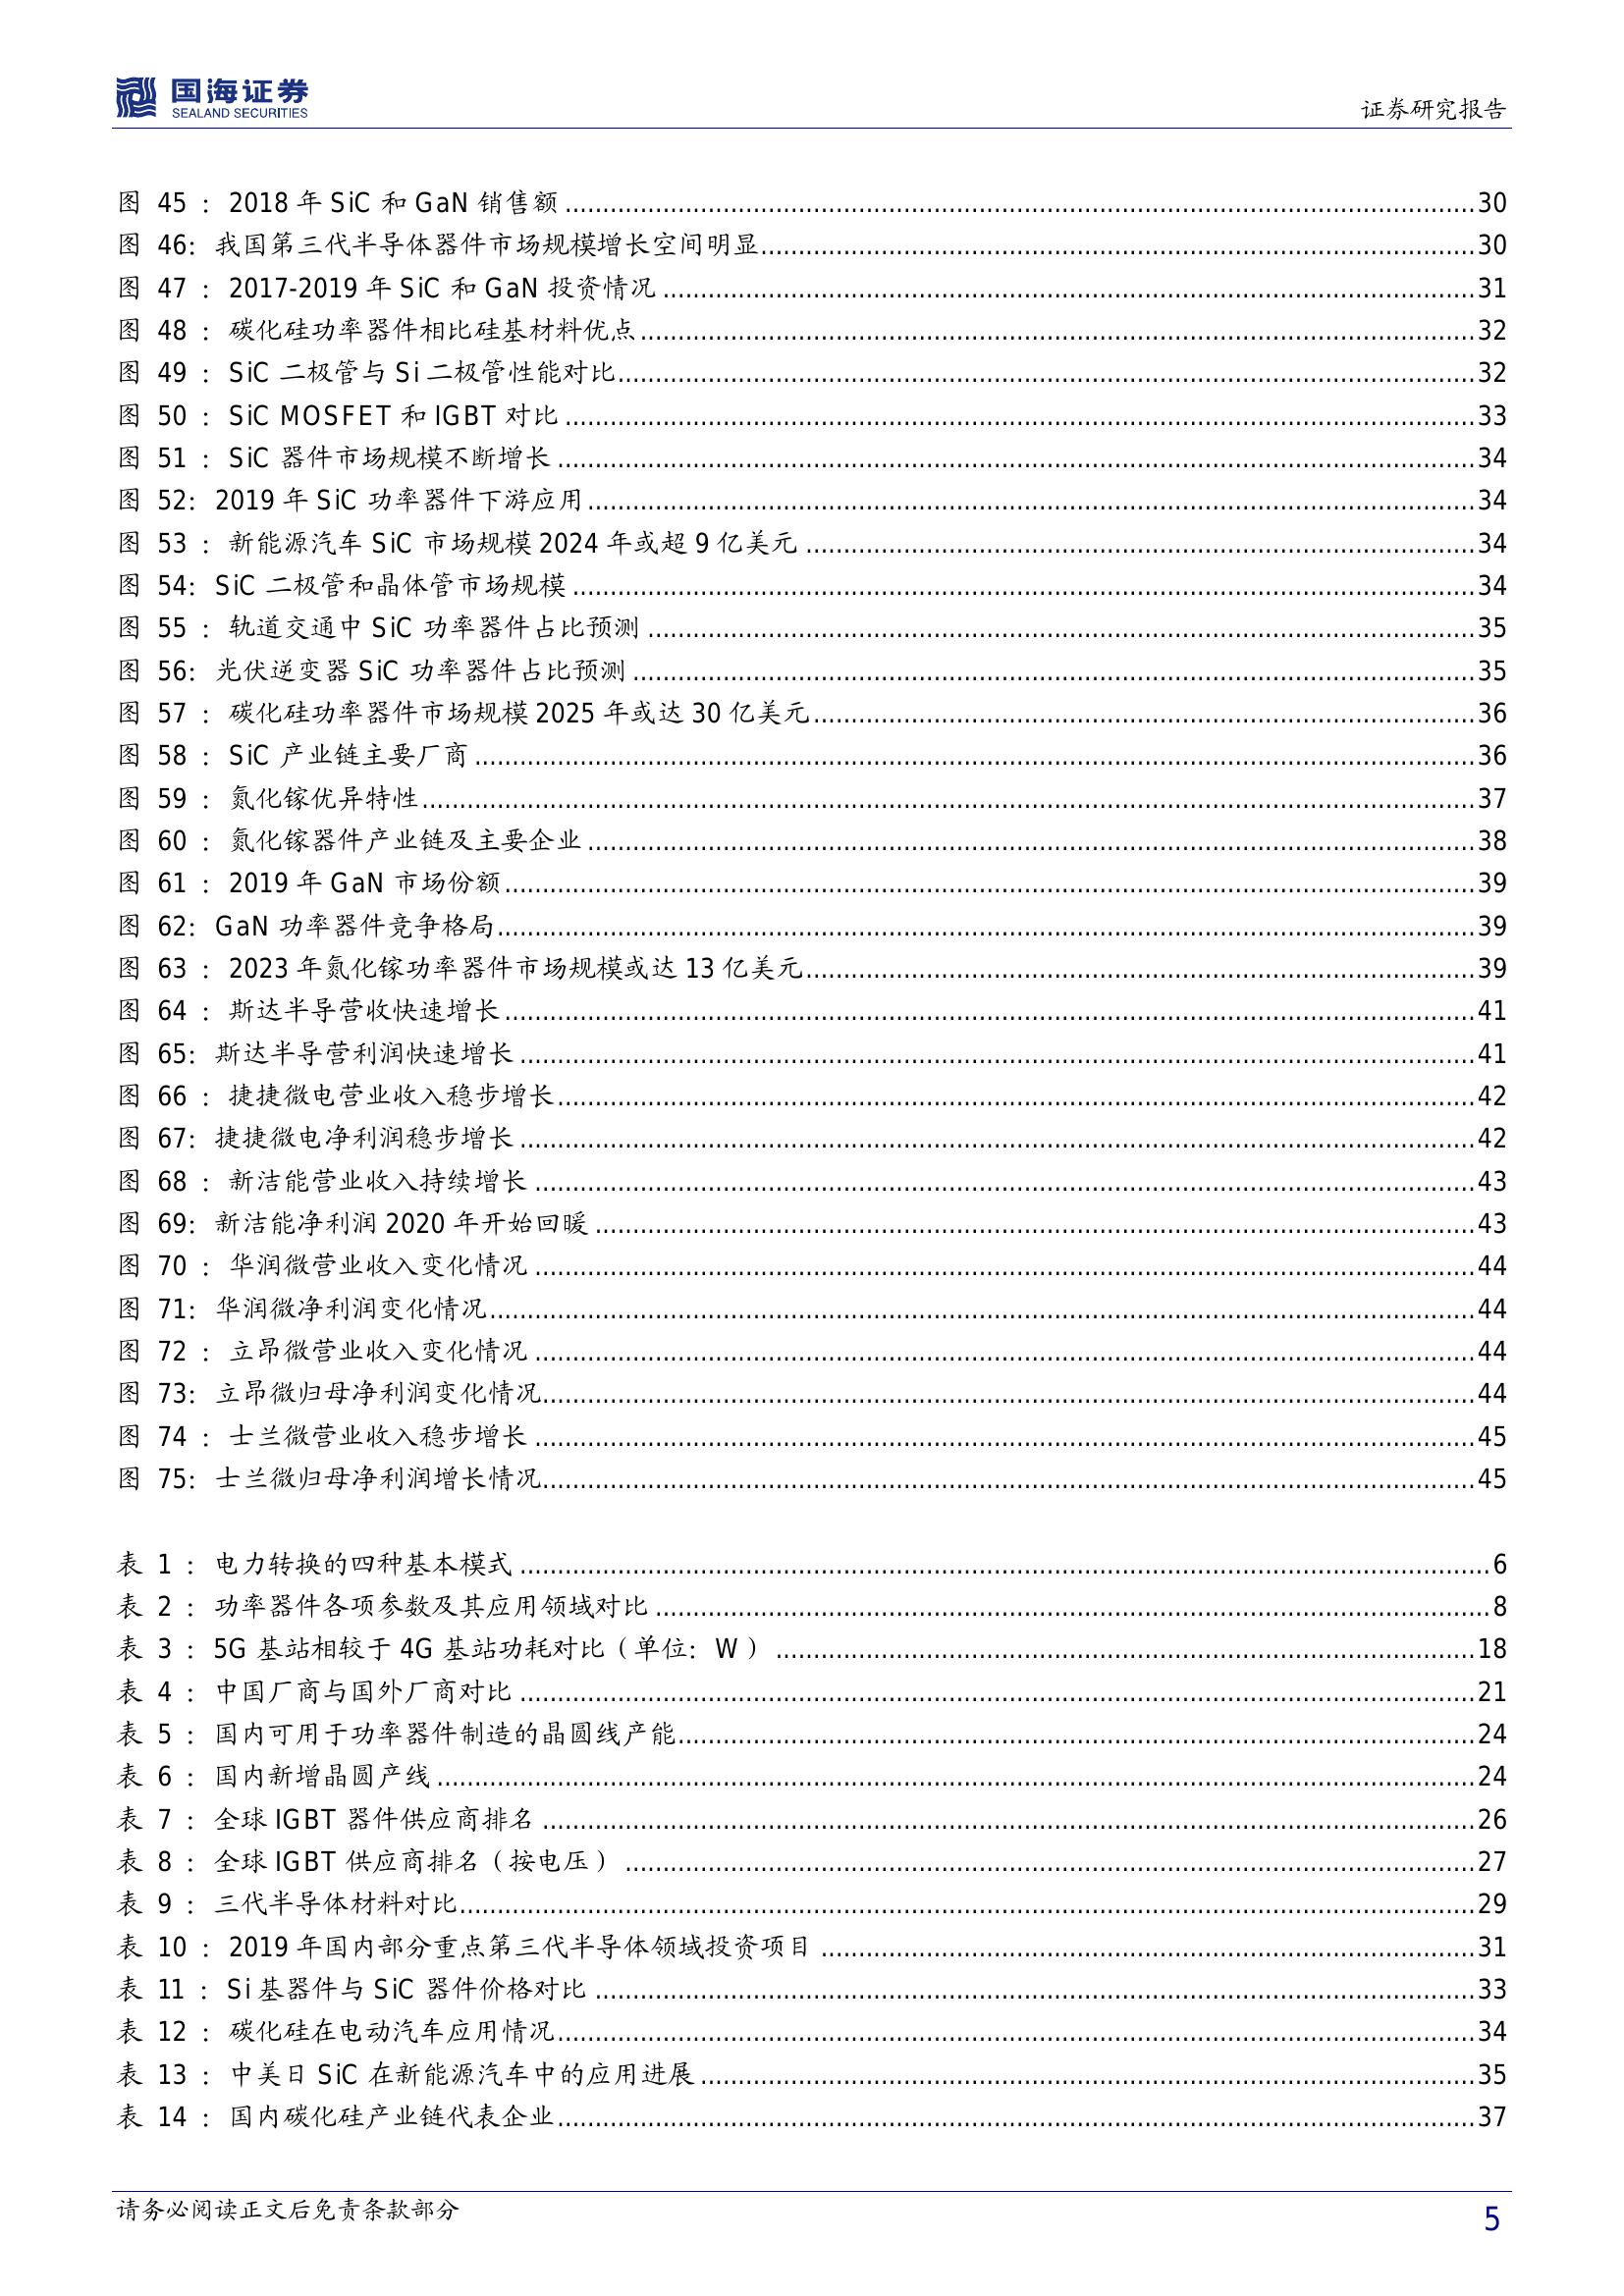 国海证券
SEALAND SECURITIES
证券研究报告
图 45 ：2018 年 SiC 和 GaN 销售额 30
图 46：我国第三代半导体器件市场规模增长空间明显 30
图 47 ：2017-2019 年 SiC 和 GaN 投资情况 31
图 48 ：碳化硅功率器件相比硅基材料优点 32
图 49 ：SiC 二极管与 Si 二极管性能对比 32
图 50 ：SiC MOSFET 和 IGBT 对比 33
图 51 ：SiC 器件市场规模不断增长 34
图 52：2019 年 SiC 功率器件下游应用 34
图 53 ：新能源汽车 SiC 市场规模 2024 年或超 9 亿美元 34
图 54：SiC 二极管和晶体管市场规模 34
图 55 ：轨道交通中 SiC 功率器件占比预测 35
图 56：光伏逆变器 SiC 功率器件占比预测 35
图 57 ：碳化硅功率器件市场规模 2025 年或达 30 亿美元 36
图 58 ：SiC 产业链主要厂商 36
图 59 ：氮化镓优异特性 37
图 60 ：氮化镓器件产业链及主要企业 38
图 61 ：2019 年 GaN 市场份额 39
图 62：GaN 功率器件竞争格局 39
图 63 ：2023 年氮化镓功率器件市场规模或达 13 亿美元 39
图 64 ：斯达半导营收快速增长 41
图 65：斯达半导营利润快速增长 41
图 66 ：捷捷微电营业收入稳步增长 42
图 67：捷捷微电净利润稳步增长 42
图 68 ：新洁能营业收入持续增长 43
图 69：新洁能净利润 2020 年开始回暖 43
图 70 ：华润微营业收入变化情况 44
图 71：华润微净利润变化情况 44
图 72 ：立昂微营业收入变化情况 44
图 73：立昂微归母净利润变化情况 44
图 74 ：士兰微营业收入稳步增长 45
图 75：士兰微归母净利润增长情况 45
表 1 ：电力转换的四种基本模式 6
表 2 ：功率器件各项参数及其应用领域对比 8
表 3 ：5G 基站相较于 4G 基站功耗对比（单位：W） 18
表 4 ：中国厂商与国外厂商对比 21
表 5 ：国内可用于功率器件制造的晶圆线产能 24
表 6 ：国内新增晶圆产线 24
表 7 ：全球 IGBT 器件供应商排名 26
表 8 ：全球 IGBT 供应商排名（按电压） 27
表 9 ：三代半导体材料对比 29
表 10 ：2019 年国内部分重点第三代半导体领域投资项目 31
表 11 ：Si 基器件与 SiC 器件价格对比 33
表 12 ：碳化硅在电动汽车应用情况 34
表 13 ：中美日 SiC 在新能源汽车中的应用进展 35
表 14 ：国内碳化硅产业链代表企业 37
请务必阅读正文后免责条款部分
5